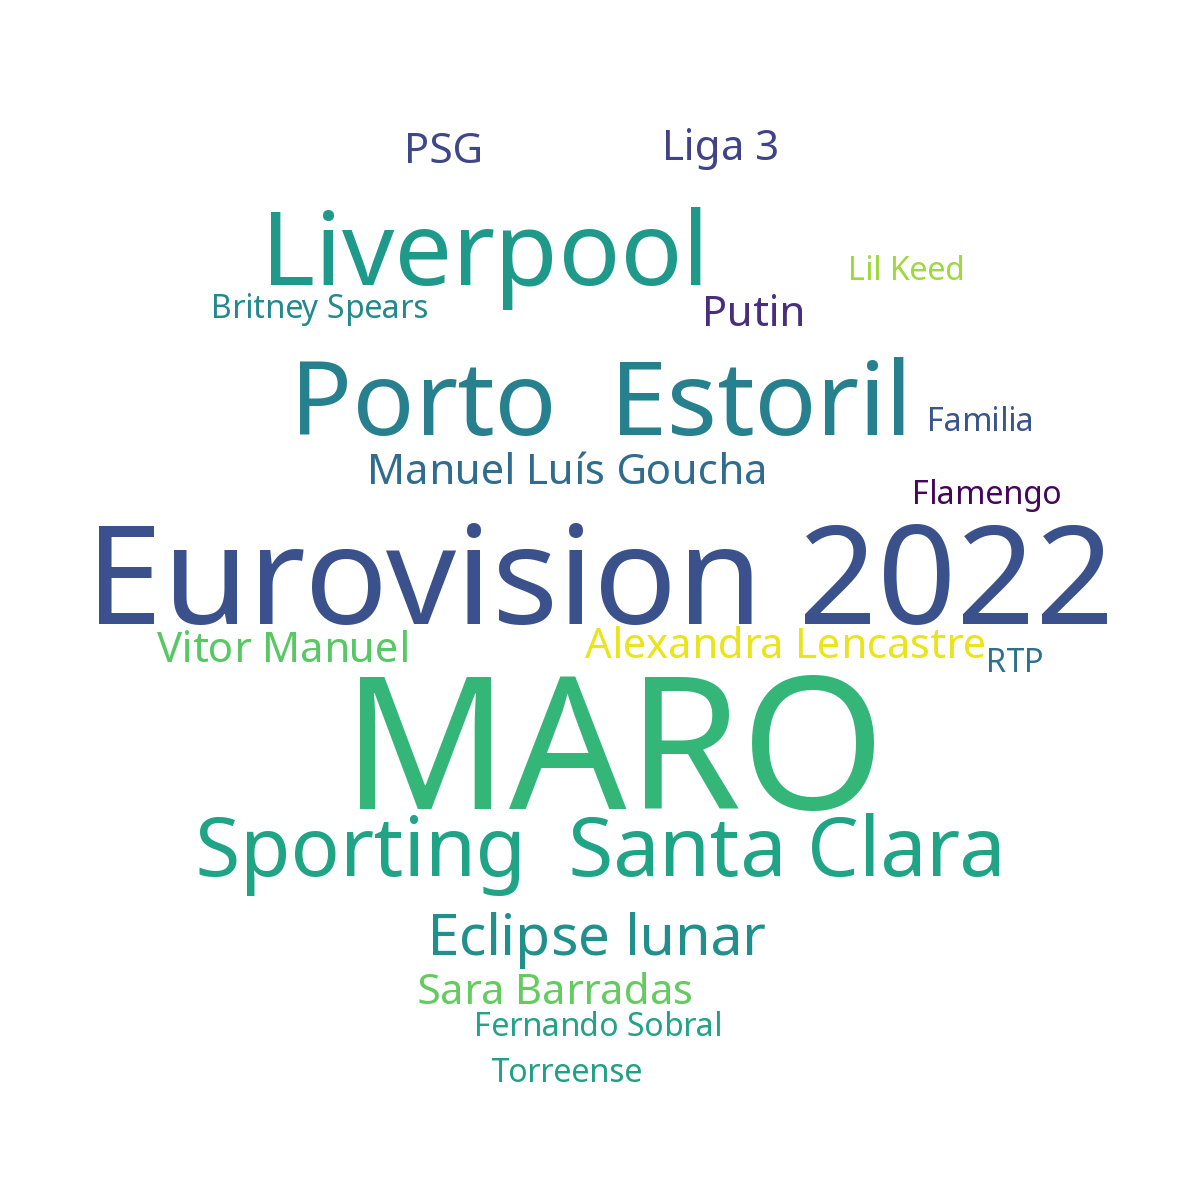 PSG
Liga 3
Liverpool
Lil Keed
Britney Spears
Putin
Porto  Estoril
Familia
Manuel Luís Goucha
Flamengo
Eurovision 2022
Vitor Manuel
Alexandra Lencastre
RTP
MARO
Sporting  Santa Clara
Eclipse lunar
Sara Barradas
Fernando Sobral
Torreense